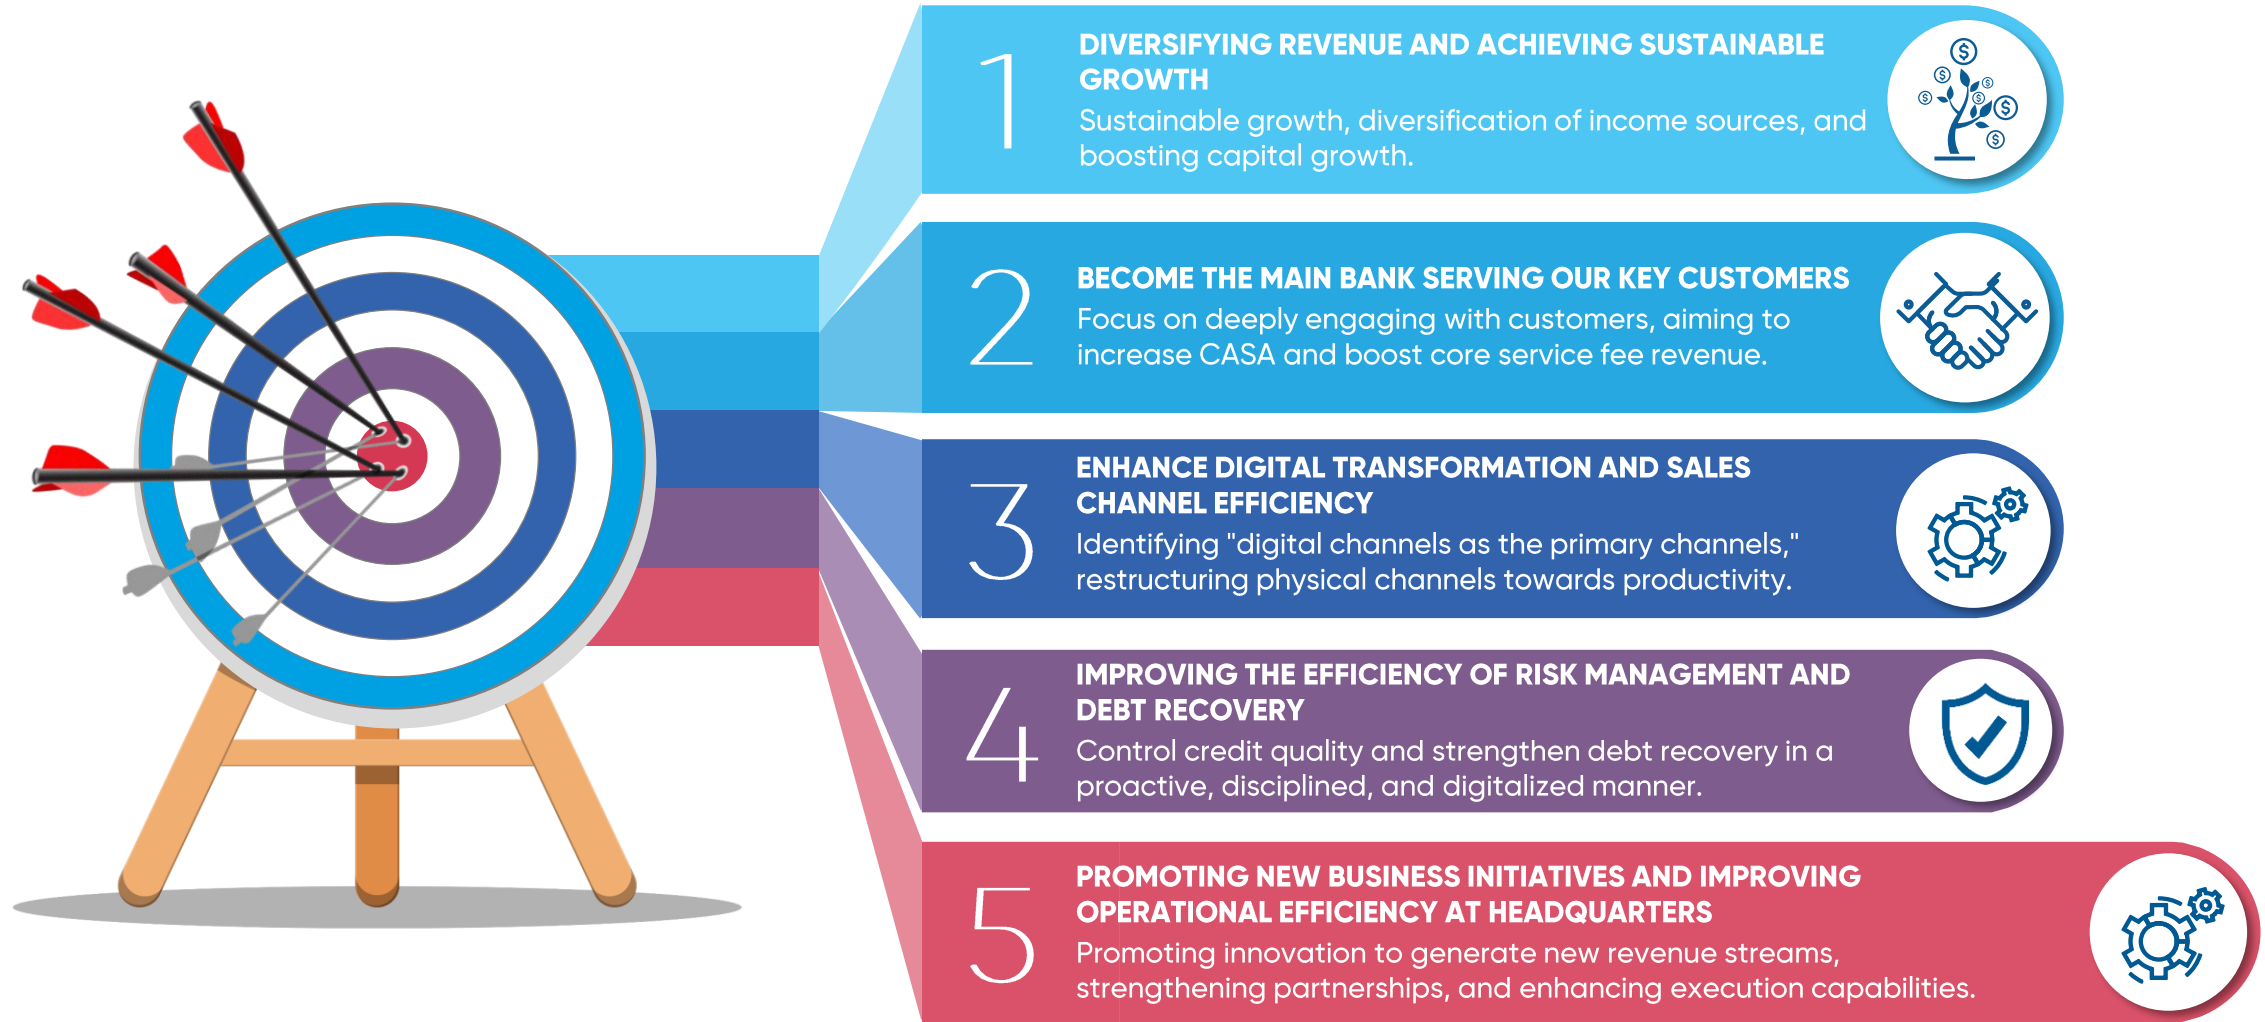 1
DIVERSIFYING REVENUE AND ACHIEVING SUSTAINABLE
GROWTH
Sustainable growth, diversification of income sources, and
boosting capital growth.
2
BECOME THE MAIN BANK SERVING OUR KEY CUSTOMERS
Focus on deeply engaging with customers, aiming to
increase CASA and boost core service fee revenue.
3
ENHANCE DIGITAL TRANSFORMATION AND SALES
CHANNEL EFFICIENCY
Identifying "digital channels as the primary channels,"
restructuring physical channels towards productivity.
4
IMPROVING THE EFFICIENCY OF RISK MANAGEMENT AND
DEBT RECOVERY
Control credit quality and strengthen debt recovery in a
proactive, disciplined, and digitalized manner.
5
PROMOTING NEW BUSINESS INITIATIVES AND IMPROVING
OPERATIONAL EFFICIENCY AT HEADQUARTERS
Promoting innovation to generate new revenue streams,
strengthening partnerships, and enhancing execution capabilities.